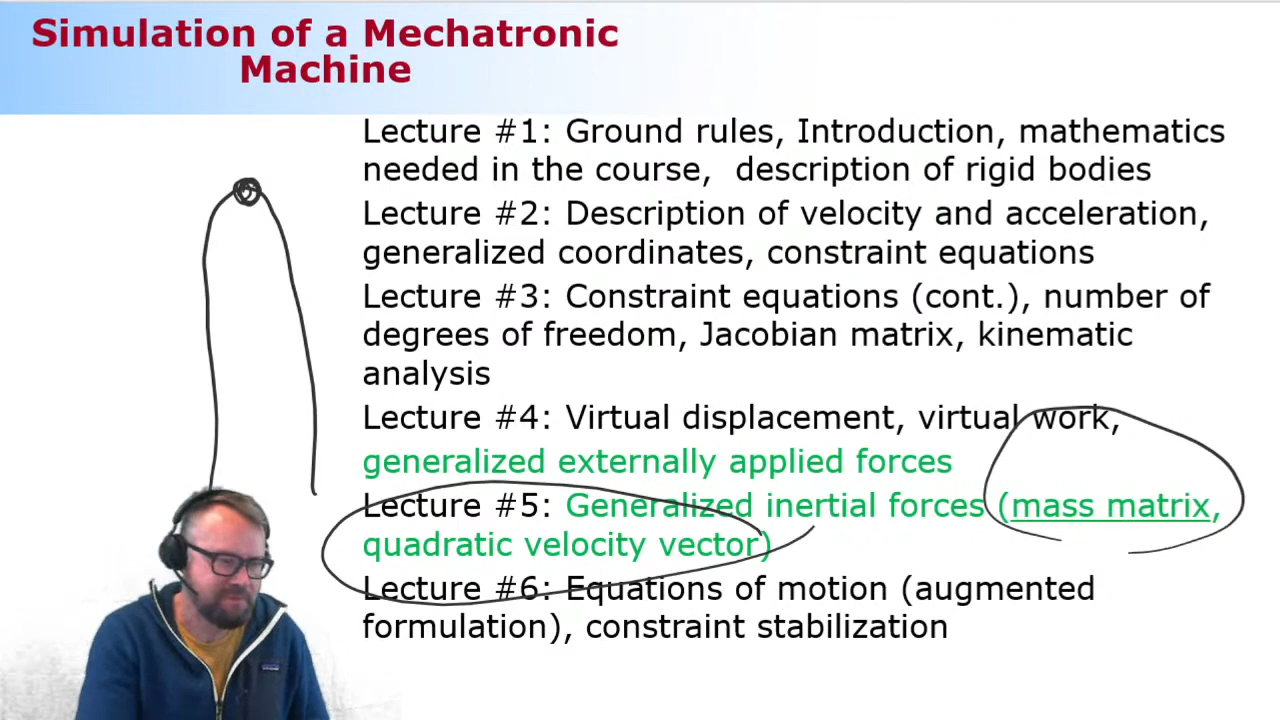 Simulation of a Mechatronic
Machine
Lecture #1: Ground rules, Introduction, mathematics
needed in the course, description of rigid bodies
Lecture #2: Description of velocity and acceleration,
generalized coordinates, constraint equations
Lecture #3: Constraint equations (cont.), number of
degrees of freedom, Jacobian matrix, kinematic
analysis
Lecture #4: Virtual displacement, virtual work,
generalized externally applied forces
Lecture #5: Generalized inertial forces (mass matrix,
quadratic velocity vector)
Lecture #6: Equations of motion (augmented
formulation), constraint stabilization